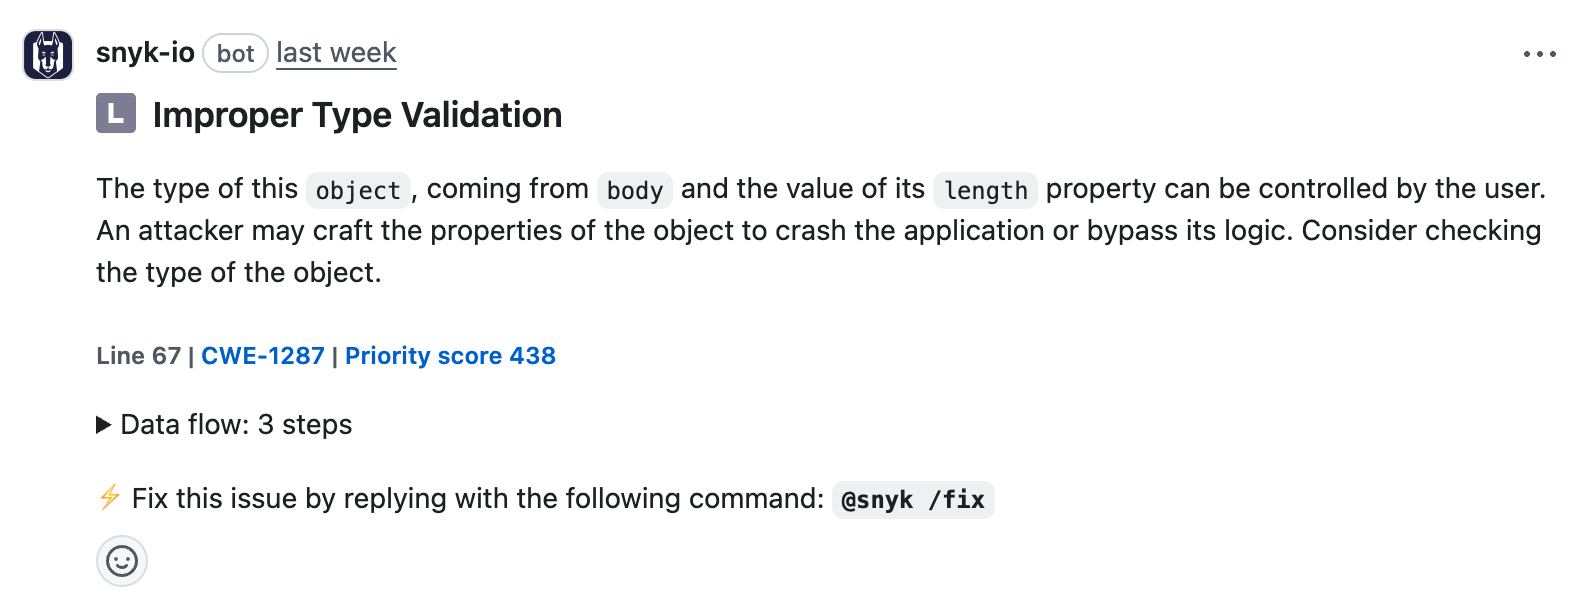 snyk-io bot last week
L Improper Type Validation
The type of this object, coming from body and the value of its length property can be controlled by the user.
An attacker may craft the properties of the object to crash the application or bypass its logic. Consider checking
the type of the object.
Line 67 | CWE-1287 | Priority score 438
Data flow: 3 steps
Fix this issue by replying with the following command: @snyk /fix